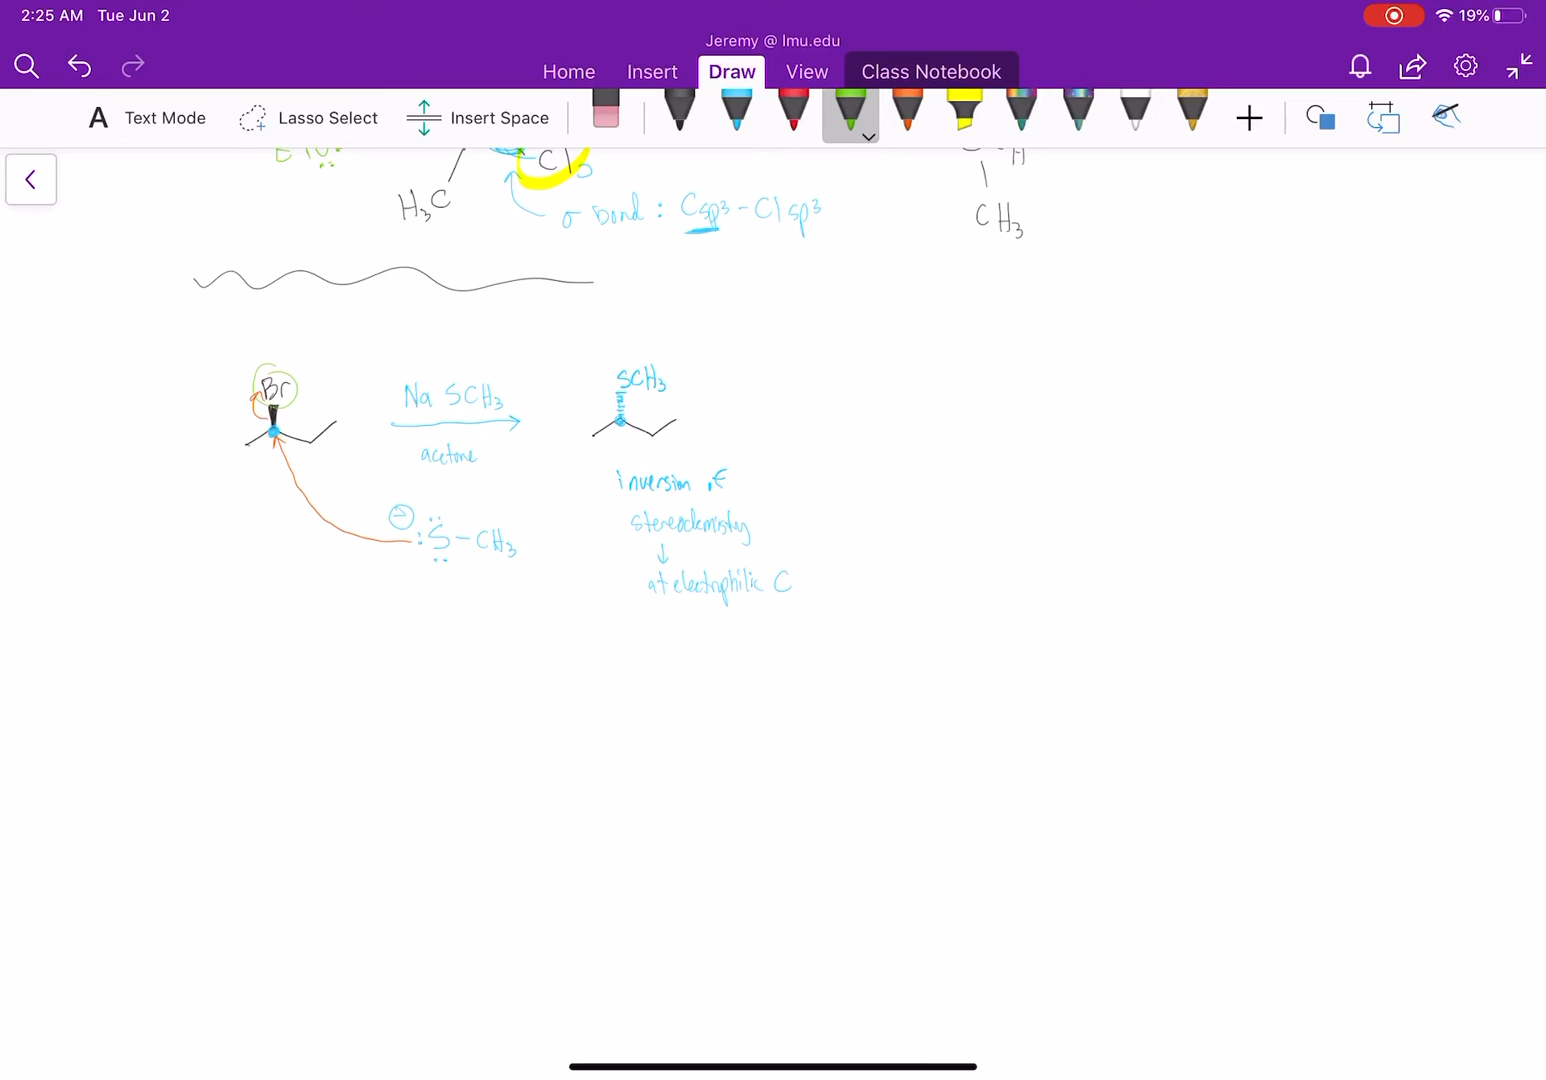 2:25 AM Tue Jun 2
19%
Jeremy @ lmu.edu
Home Insert Draw View Class Notebook
A Text Mode Lasso Select Insert Space
Cl
H
H₃C
σ bond : Csp³ - Cl sp³
CH₃
Br
Na SCH₃
acetone
SCH₃
inversion
stereochemistry
↓
at electrophilic C
⊖ :S̈ - CH₃